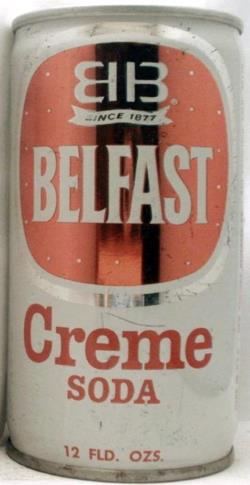 BB
®
SINCE 1877
BELFAST
Creme
SODA
12 FLD. OZS.